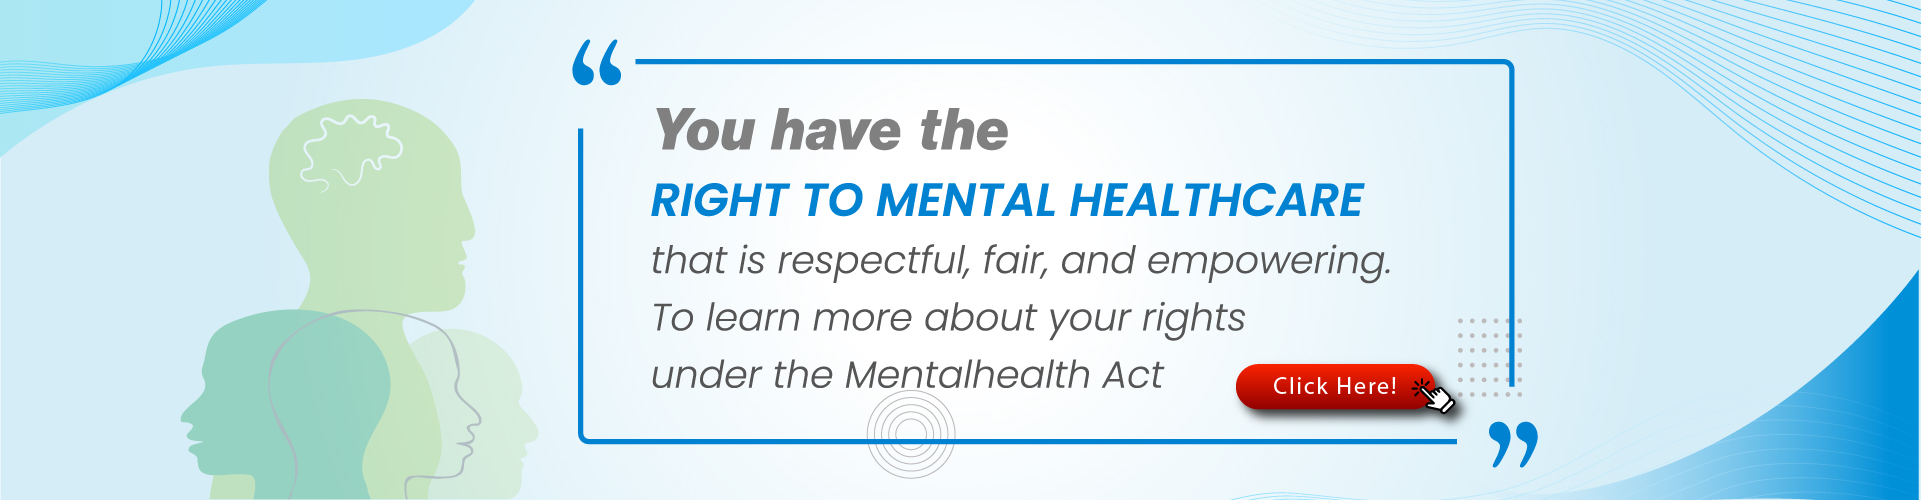 “
You have the
RIGHT TO MENTAL HEALTHCARE
that is respectful, fair, and empowering.
To learn more about your rights
under the Mentalhealth Act
Click Here!
”